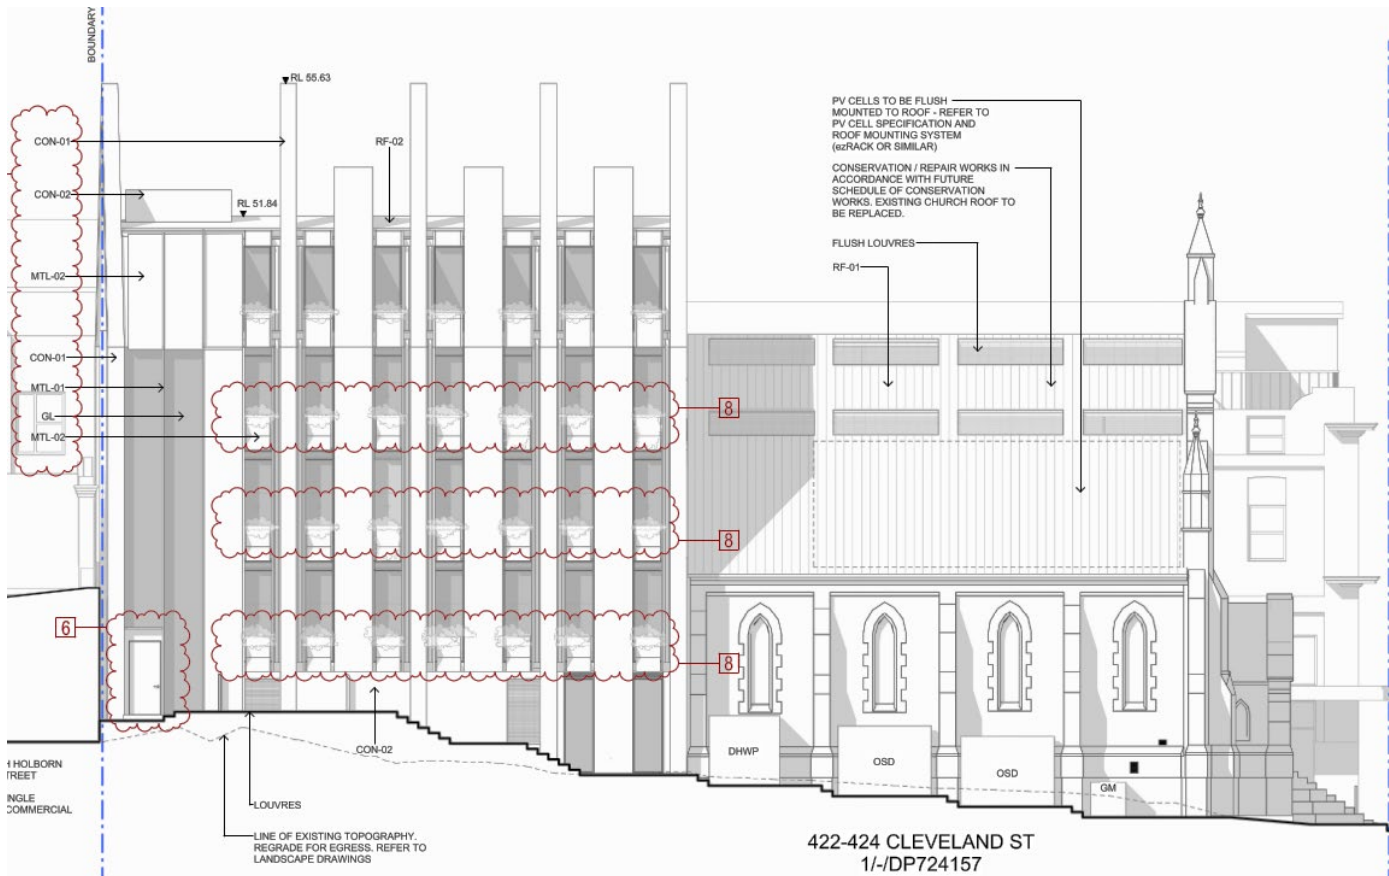 BOUNDARY
RL 55.63
CON-01
RF-02
CON-02
RL 51.84
MTL-02
CON-01
MTL-01
GL
MTL-02
PV CELLS TO BE FLUSH
MOUNTED TO ROOF - REFER TO
PV CELL SPECIFICATION AND
ROOF MOUNTING SYSTEM
(ezRACK OR SIMILAR)
CONSERVATION / REPAIR WORKS IN
ACCORDANCE WITH FUTURE
SCHEDULE OF CONSERVATION
WORKS. EXISTING CHURCH ROOF TO
BE REPLACED.
FLUSH LOUVRES
RF-01
8
8
8
6
DHWP
OSD
OSD
GM
CON-02
H HOLBORN
TREET
INGLE
COMMERCIAL
LOUVRES
LINE OF EXISTING TOPOGRAPHY.
REGRADE FOR EGRESS. REFER TO
LANDSCAPE DRAWINGS
422-424 CLEVELAND ST
1/-/DP724157